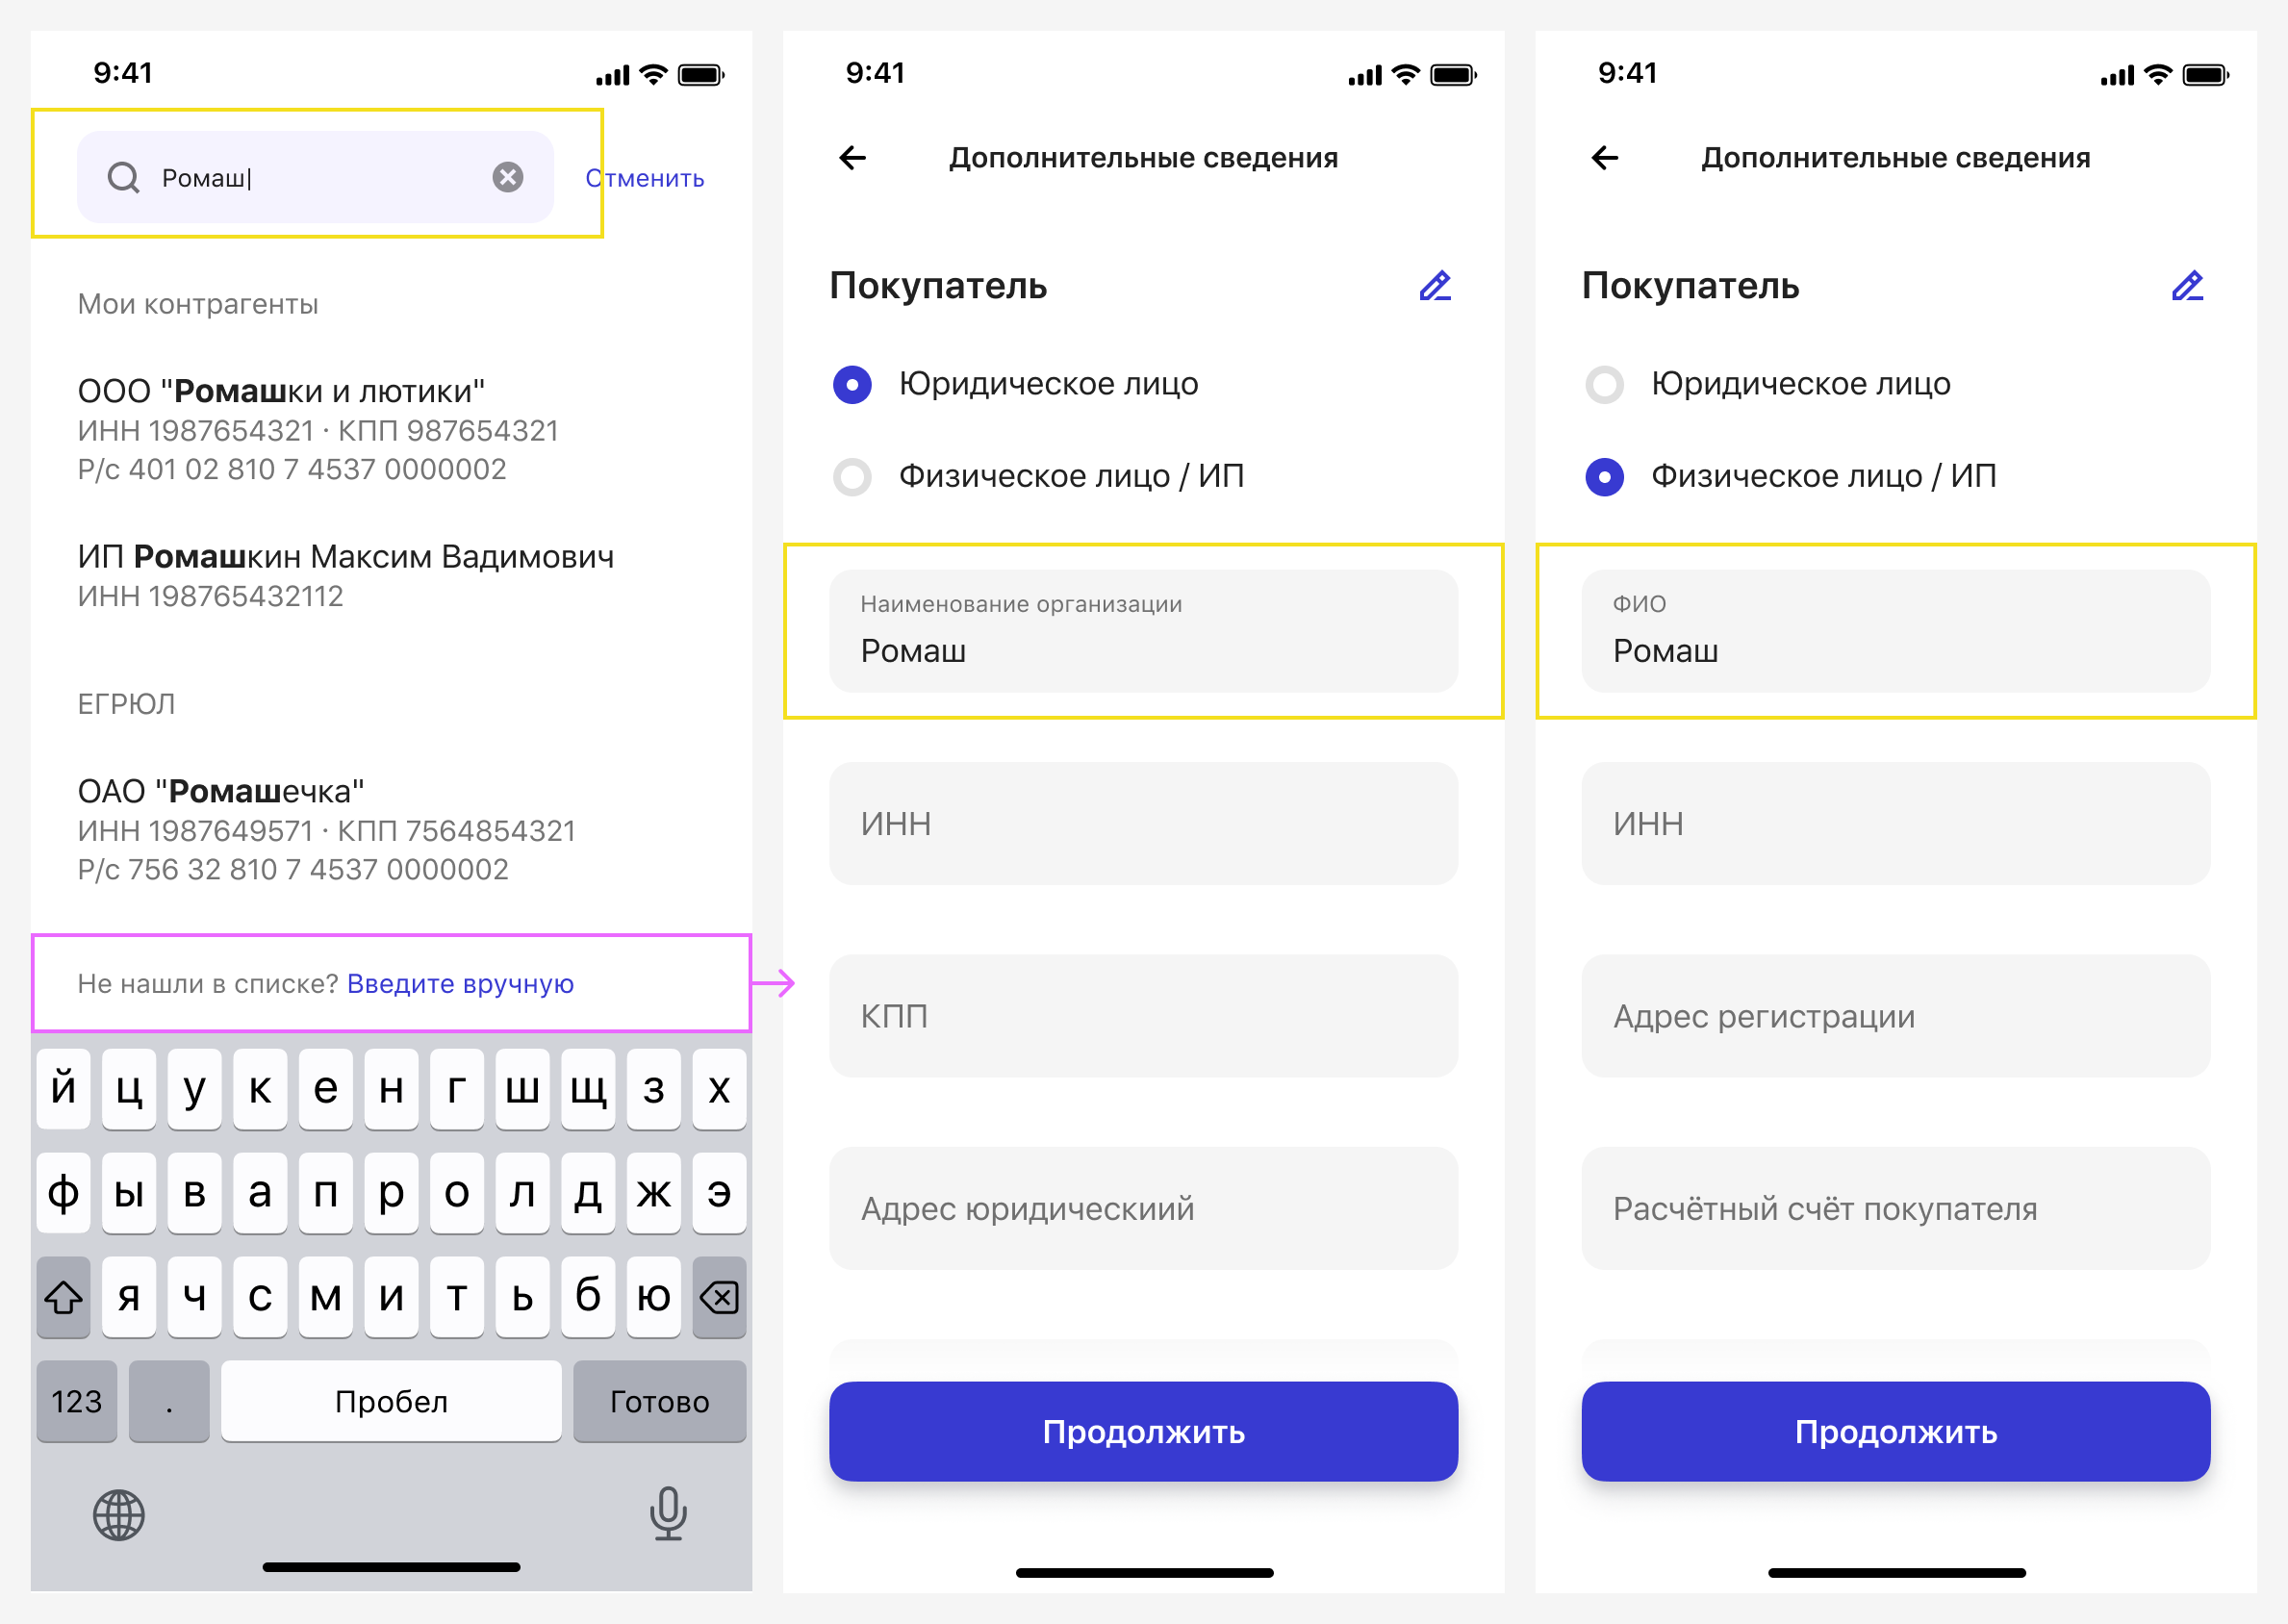 9:41
Ромаш
Отменить
Мои контрагенты
ООО "Ромашки и лютики"
ИНН 1987654321 · КПП 987654321
Р/с 401 02 810 7 4537 0000002
ИП Ромашкин Максим Вадимович
ИНН 198765432112
ЕГРЮЛ
ОАО "Ромашечка"
ИНН 1987649571 · КПП 7564854321
Р/с 756 32 810 7 4537 0000002
Не нашли в списке? Введите вручную
й ц у к е н г ш щ з х
ф ы в а п р о л д ж э
я ч с м и т ь б ю
123 . Пробел Готово
9:41
Дополнительные сведения
Покупатель
Юридическое лицо
Физическое лицо / ИП
Наименование организации
Ромаш
ИНН
КПП
Адрес юридическиий
Продолжить
9:41
Дополнительные сведения
Покупатель
Юридическое лицо
Физическое лицо / ИП
ФИО
Ромаш
ИНН
Адрес регистрации
Расчётный счёт покупателя
Продолжить